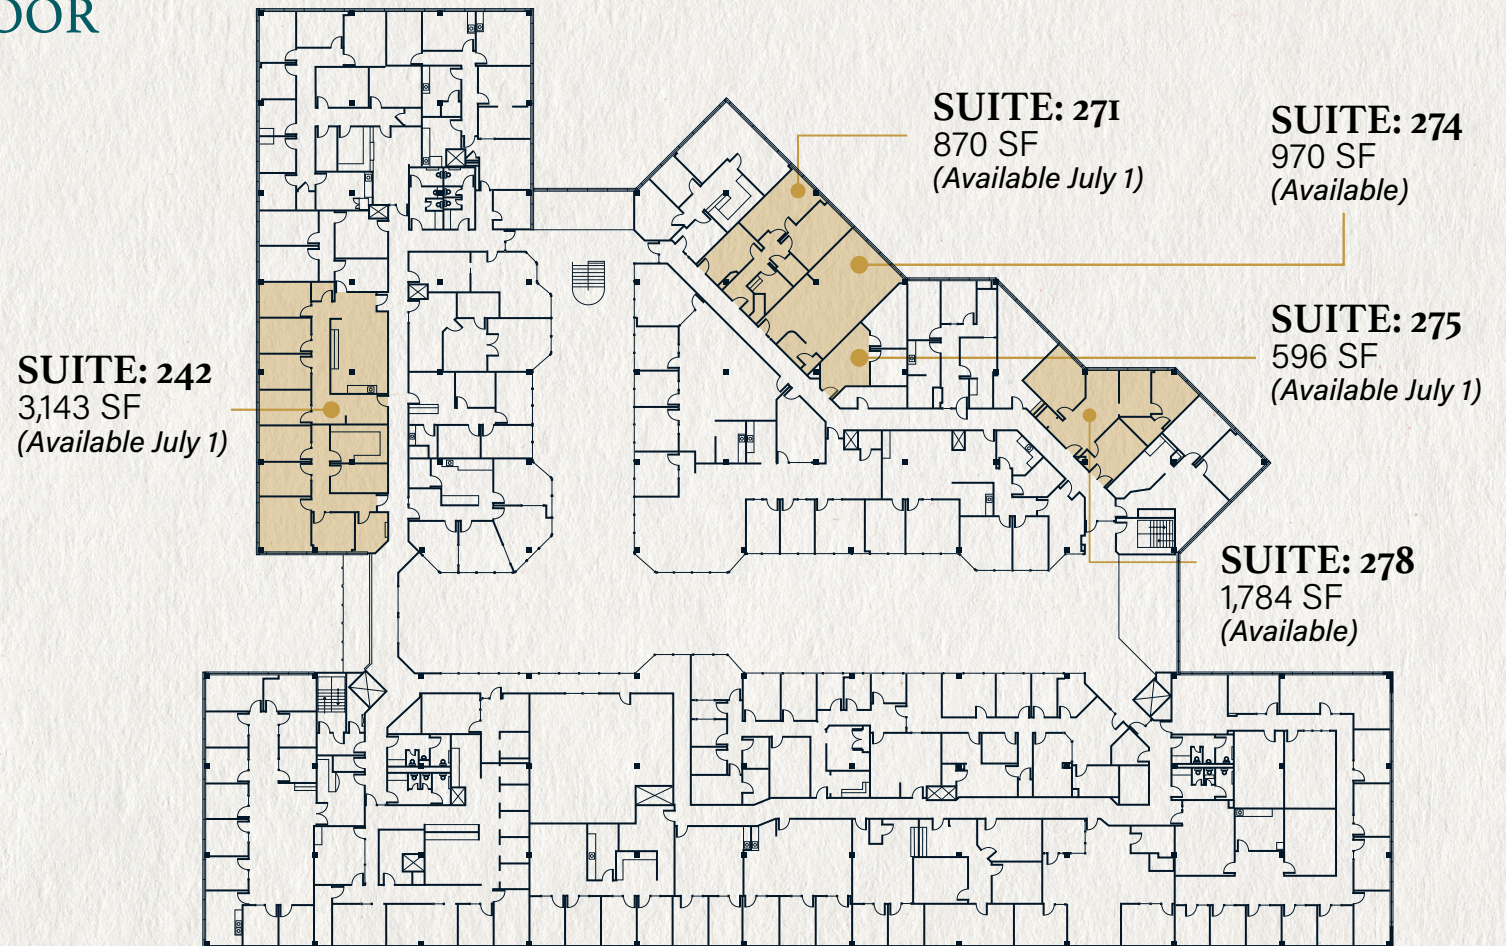 OOR
SUITE: 271
870 SF
(Available July 1)
SUITE: 274
970 SF
(Available)
SUITE: 275
596 SF
(Available July 1)
SUITE: 242
3,143 SF
(Available July 1)
SUITE: 278
1,784 SF
(Available)